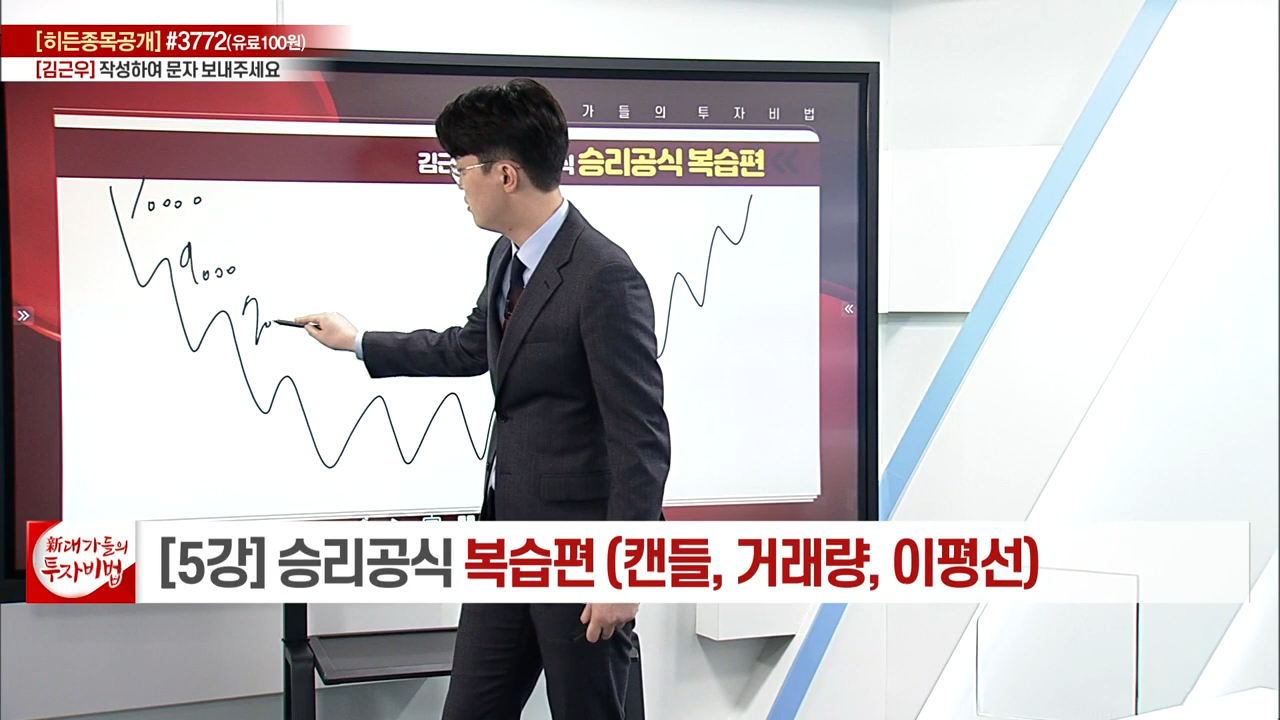 [히든종목공개] #3772(유료100원)
[김근우] 작성하여 문자 보내주세요
가 들 의 투 자 비 법
승리공식 복습편
10000
9000
新대가들의
투자비법
[5강] 승리공식 복습편 (캔들, 거래량, 이평선)